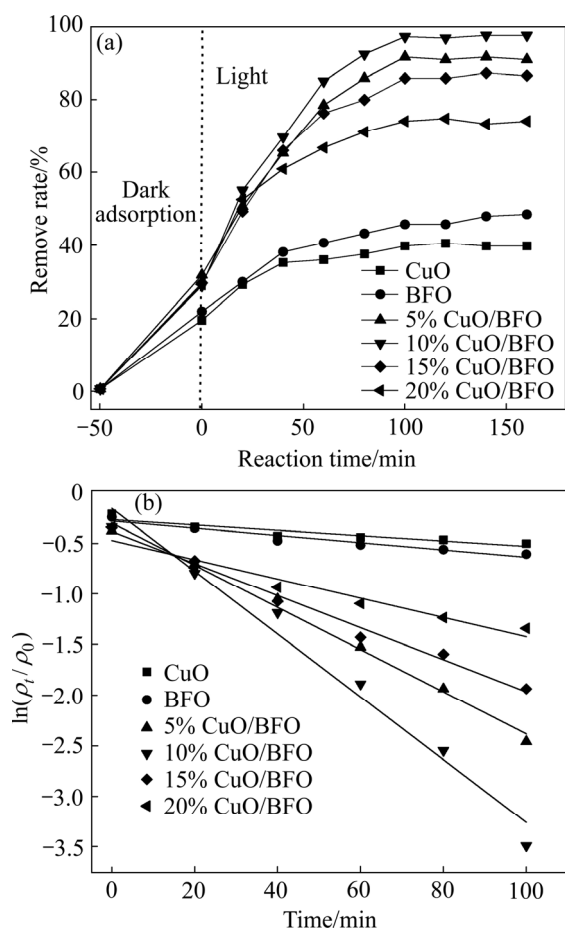 (a)
Light
Dark
adsorption
Remove rate/%
100
80
60
40
20
0
CuO
BFO
5% CuO/BFO
10% CuO/BFO
15% CuO/BFO
20% CuO/BFO
−50 0 50 100 150
Reaction time/min
(b)
ln(ρt/ρ0)
0
−0.5
−1.0
−1.5
−2.0
−2.5
−3.0
−3.5
CuO
BFO
5% CuO/BFO
10% CuO/BFO
15% CuO/BFO
20% CuO/BFO
0 20 40 60 80 100
Time/min